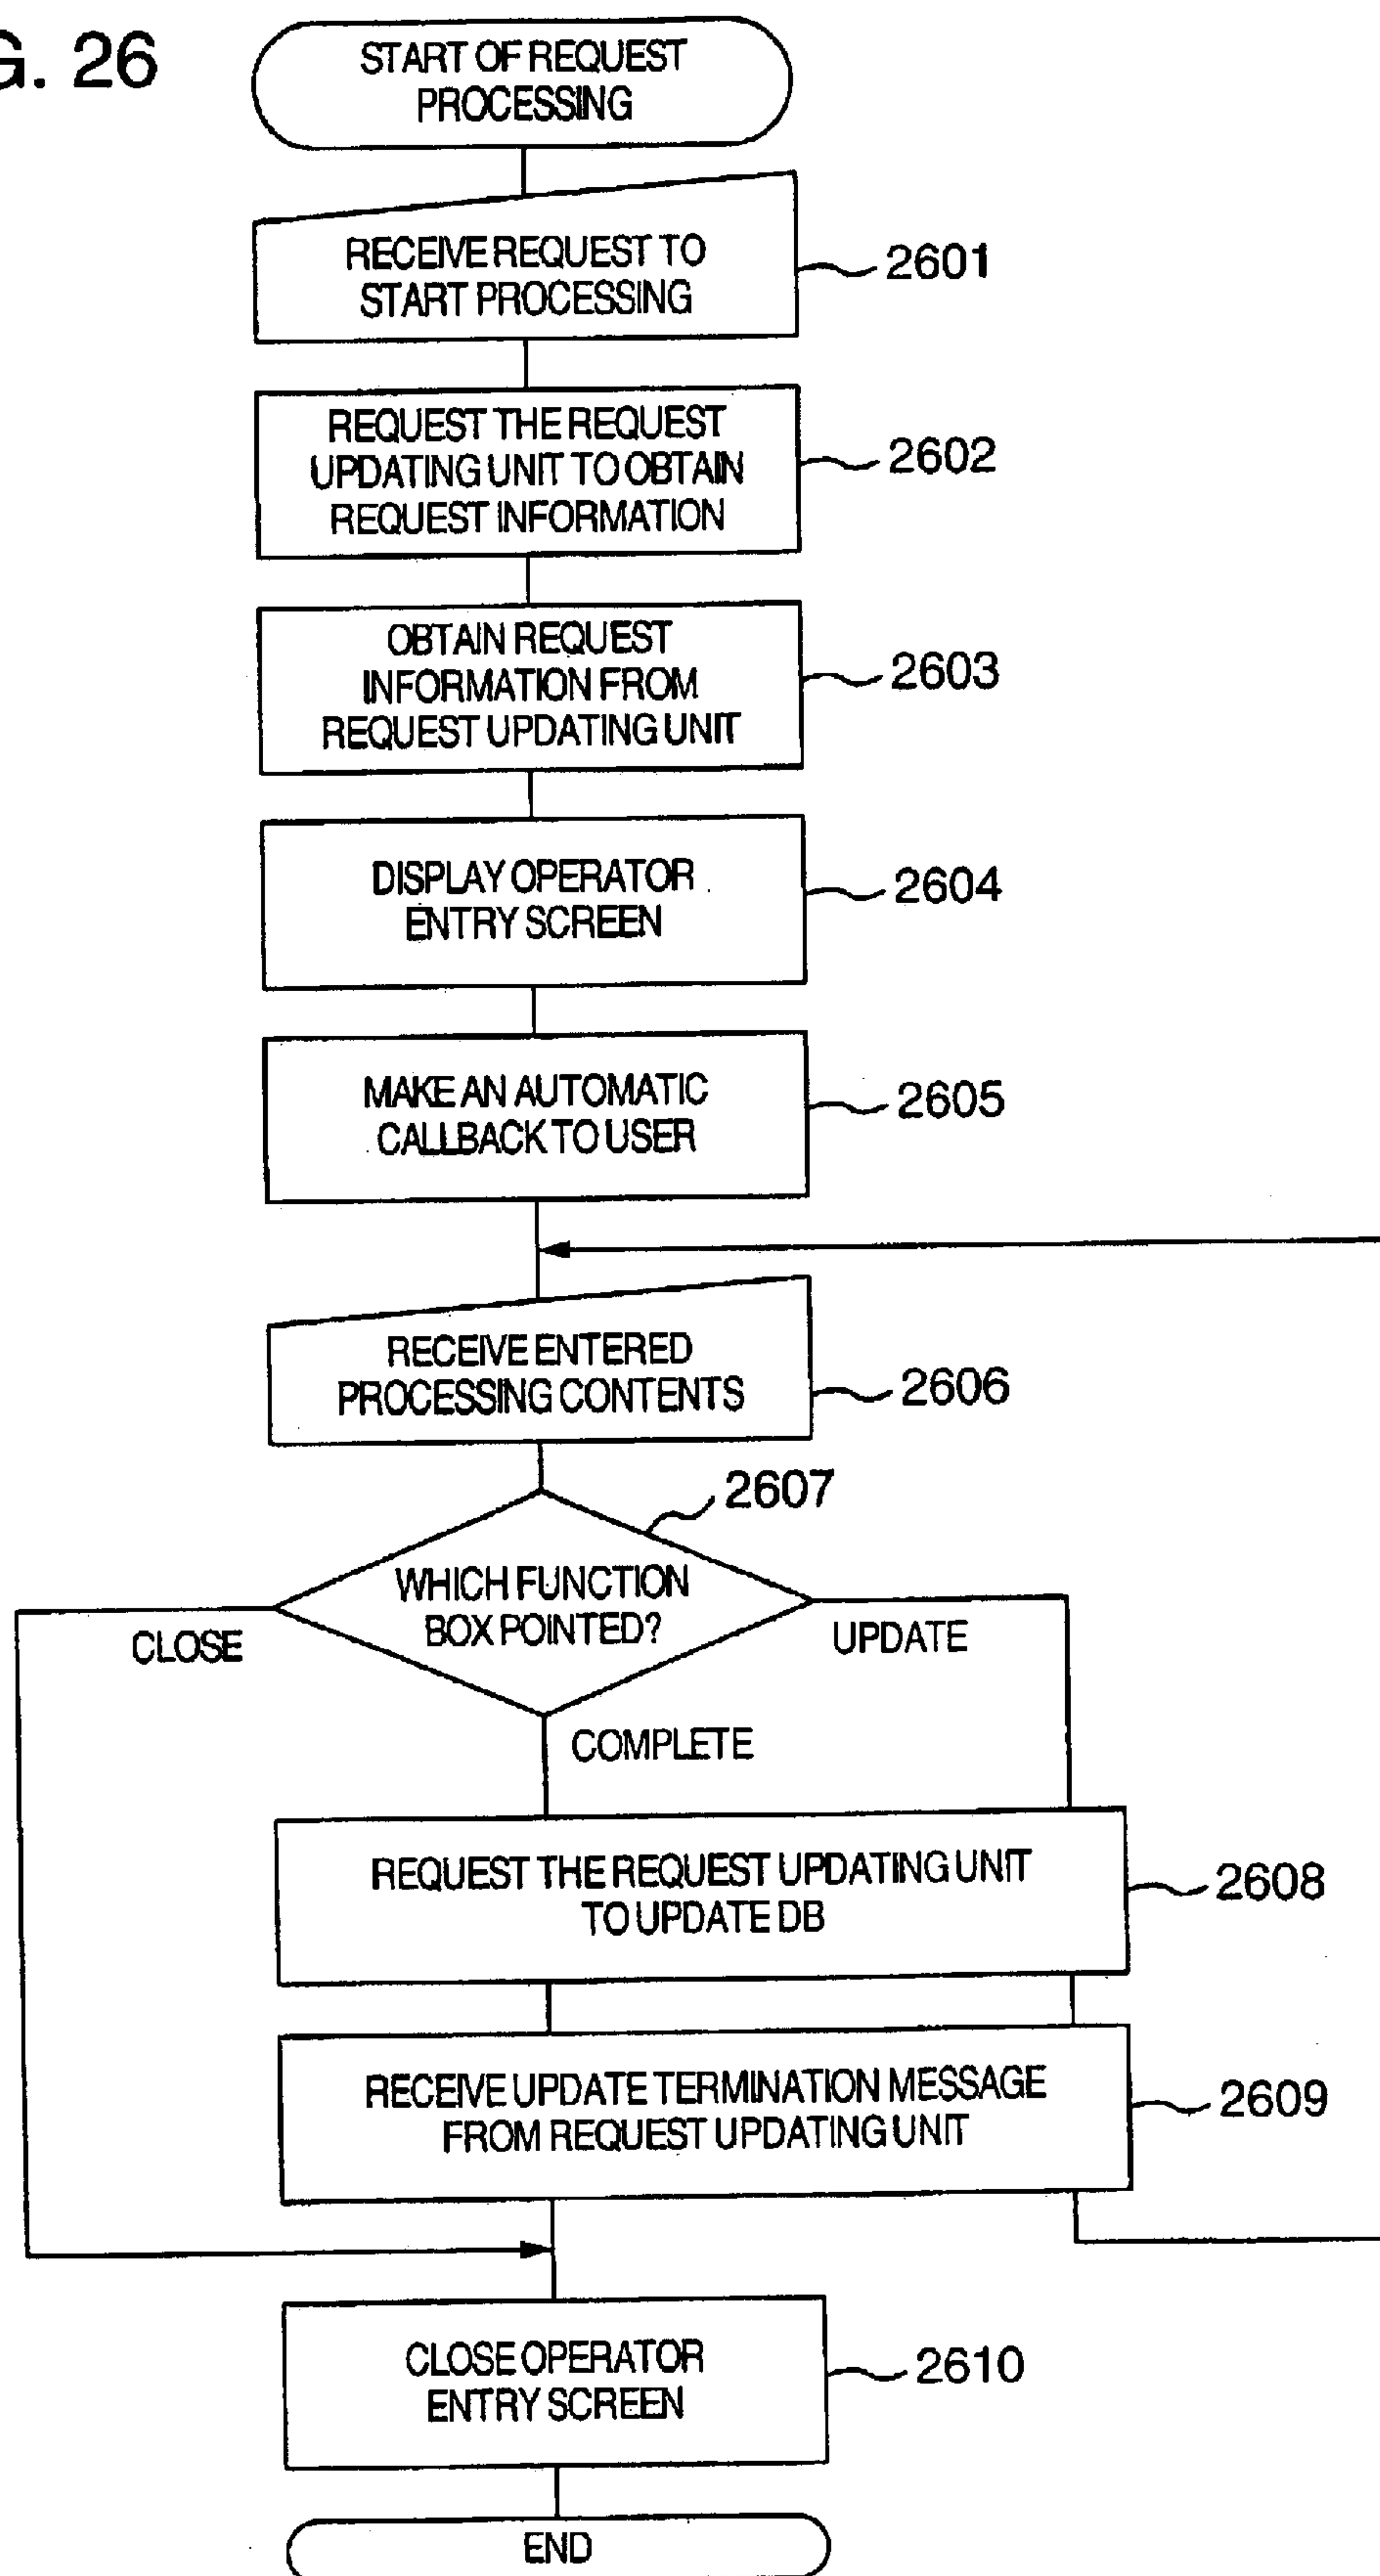 G. 26
START OF REQUEST
PROCESSING
RECEIVE REQUEST TO
START PROCESSING
2601
REQUEST THE REQUEST
UPDATING UNIT TO OBTAIN
REQUEST INFORMATION
2602
OBTAIN REQUEST
INFORMATION FROM
REQUEST UPDATING UNIT
2603
DISPLAY OPERATOR
ENTRY SCREEN
2604
MAKE AN AUTOMATIC
CALLBACK TO USER
2605
RECEIVE ENTERED
PROCESSING CONTENTS
2606
2607
WHICH FUNCTION
BOX POINTED?
CLOSE
UPDATE
COMPLETE
REQUEST THE REQUEST UPDATING UNIT
TO UPDATE DB
2608
RECEIVE UPDATE TERMINATION MESSAGE
FROM REQUEST UPDATING UNIT
2609
CLOSE OPERATOR
ENTRY SCREEN
2610
END